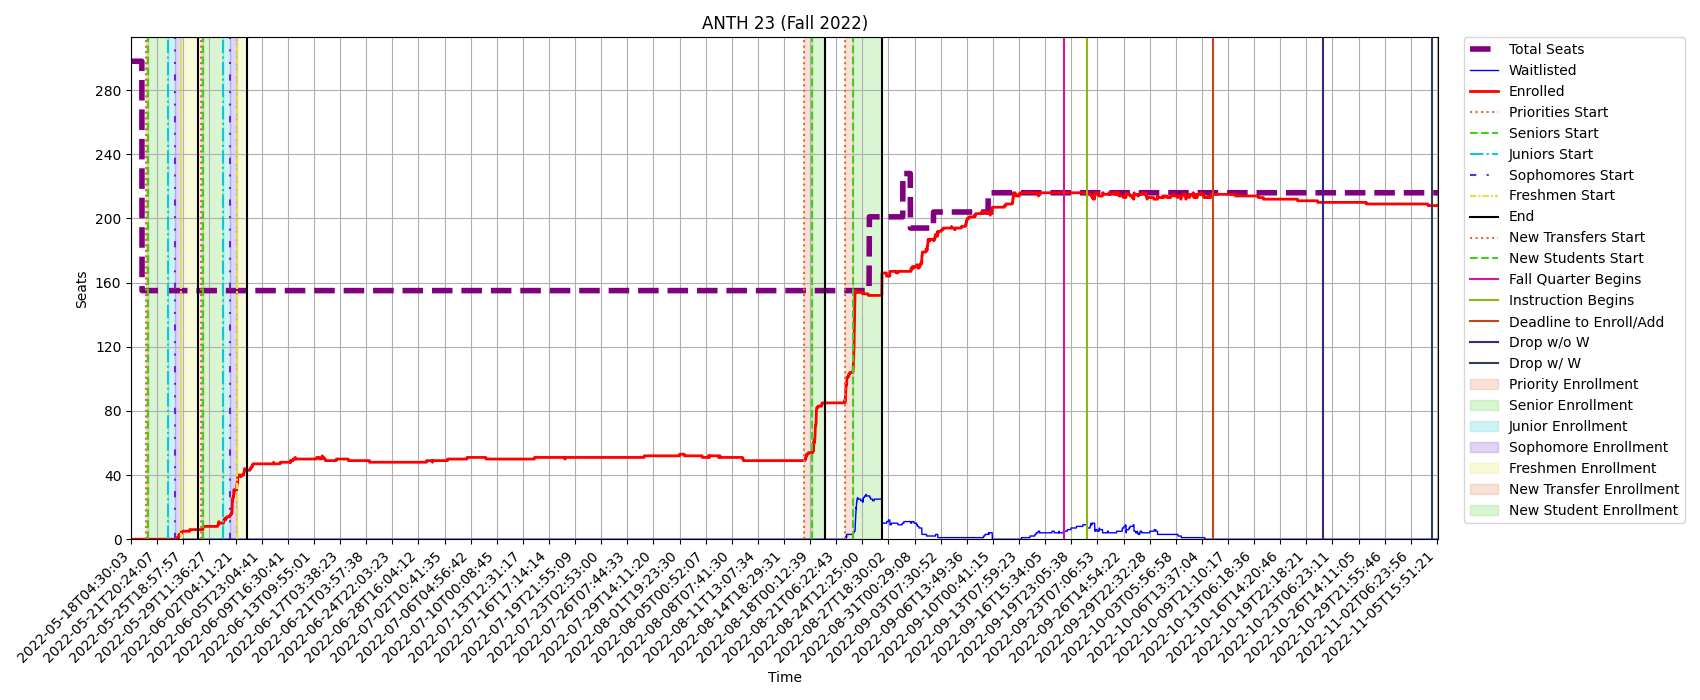 ANTH 23 (Fall 2022)
Seats
280
240
200
160
120
80
40
0
2022-05-18T04:30:03
2022-05-21T20:24:07
2022-05-25T18:57:57
2022-05-29T11:36:27
2022-06-02T04:11:21
2022-06-05T23:04:41
2022-06-09T16:30:41
2022-06-13T09:55:01
2022-06-17T03:38:23
2022-06-21T03:57:38
2022-06-24T22:03:23
2022-06-28T16:04:12
2022-07-02T10:41:35
2022-07-06T04:56:42
2022-07-10T00:08:45
2022-07-13T12:31:17
2022-07-16T17:14:14
2022-07-19T21:55:09
2022-07-23T02:53:00
2022-07-26T07:44:33
2022-07-29T14:11:20
2022-08-01T19:23:30
2022-08-05T00:52:07
2022-08-08T07:41:30
2022-08-11T13:07:34
2022-08-14T18:29:31
2022-08-18T00:12:39
2022-08-21T06:22:43
2022-08-24T12:25:00
2022-08-27T18:30:02
2022-08-31T00:29:08
2022-09-03T07:30:52
2022-09-06T13:49:36
2022-09-10T00:41:15
2022-09-13T07:59:23
2022-09-16T15:34:05
2022-09-19T23:05:38
2022-09-23T07:06:53
2022-09-26T14:54:22
2022-09-29T22:32:28
2022-10-03T05:56:58
2022-10-06T13:37:04
2022-10-09T21:10:17
2022-10-13T06:18:36
2022-10-16T14:20:46
2022-10-19T22:18:21
2022-10-23T06:23:11
2022-10-26T14:11:05
2022-10-29T21:55:46
2022-11-02T06:23:56
2022-11-05T15:51:21
Time
Total Seats
Waitlisted
Enrolled
Priorities Start
Seniors Start
Juniors Start
Sophomores Start
Freshmen Start
End
New Transfers Start
New Students Start
Fall Quarter Begins
Instruction Begins
Deadline to Enroll/Add
Drop w/o W
Drop w/ W
Priority Enrollment
Senior Enrollment
Junior Enrollment
Sophomore Enrollment
Freshmen Enrollment
New Transfer Enrollment
New Student Enrollment